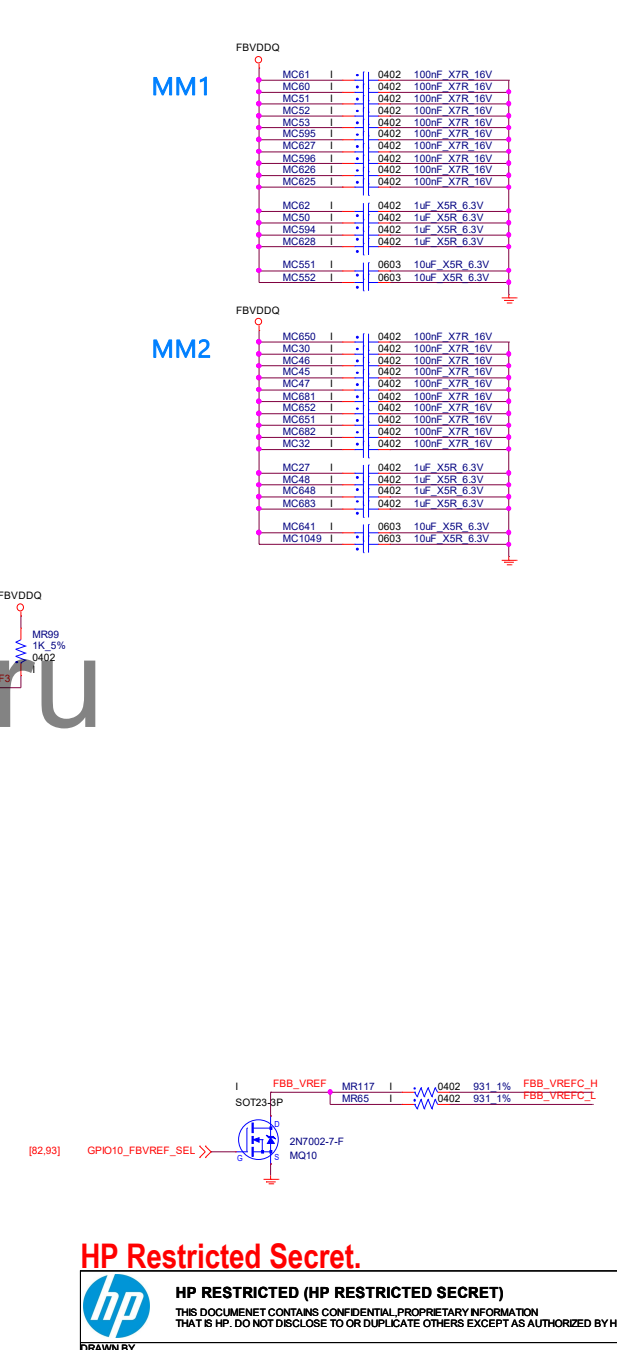 FBVDDQ
MM1
MC61 I 0402 100nF_X7R_16V
MC60 I 0402 100nF_X7R_16V
MC51 I 0402 100nF_X7R_16V
MC52 I 0402 100nF_X7R_16V
MC53 I 0402 100nF_X7R_16V
MC595 I 0402 100nF_X7R_16V
MC627 I 0402 100nF_X7R_16V
MC596 I 0402 100nF_X7R_16V
MC626 I 0402 100nF_X7R_16V
MC625 I 0402 100nF_X7R_16V
MC62 I 0402 1uF_X5R_6.3V
MC50 I 0402 1uF_X5R_6.3V
MC594 I 0402 1uF_X5R_6.3V
MC628 I 0402 1uF_X5R_6.3V
MC551 I 0603 10uF_X5R_6.3V
MC552 I 0603 10uF_X5R_6.3V
FBVDDQ
MM2
MC650 I 0402 100nF_X7R_16V
MC30 I 0402 100nF_X7R_16V
MC46 I 0402 100nF_X7R_16V
MC45 I 0402 100nF_X7R_16V
MC47 I 0402 100nF_X7R_16V
MC681 I 0402 100nF_X7R_16V
MC652 I 0402 100nF_X7R_16V
MC651 I 0402 100nF_X7R_16V
MC682 I 0402 100nF_X7R_16V
MC32 I 0402 100nF_X7R_16V
MC27 I 0402 1uF_X5R_6.3V
MC48 I 0402 1uF_X5R_6.3V
MC648 I 0402 1uF_X5R_6.3V
MC683 I 0402 1uF_X5R_6.3V
MC641 I 0603 10uF_X5R_6.3V
MC1049 I 0603 10uF_X5R_6.3V
FBVDDQ
MR99
1K_5%
0402
I
F3
ru
I FBB_VREF MR117 I 0402 931_1% FBB_VREFC_H
SOT23-3P MR65 I 0402 931_1% FBB_VREFC_L
D
2N7002-7-F
[82,93] GPIO10_FBVREF_SEL G S MQ10
HP Restricted Secret.
hp
HP RESTRICTED (HP RESTRICTED SECRET)
THIS DOCUMENET CONTAINS CONFIDENTIAL,PROPRIETARY INFORMATION
THAT IS HP. DO NOT DISCLOSE TO OR DUPLICATE OTHERS EXCEPT AS AUTHORIZED BY H
DRAWN BY